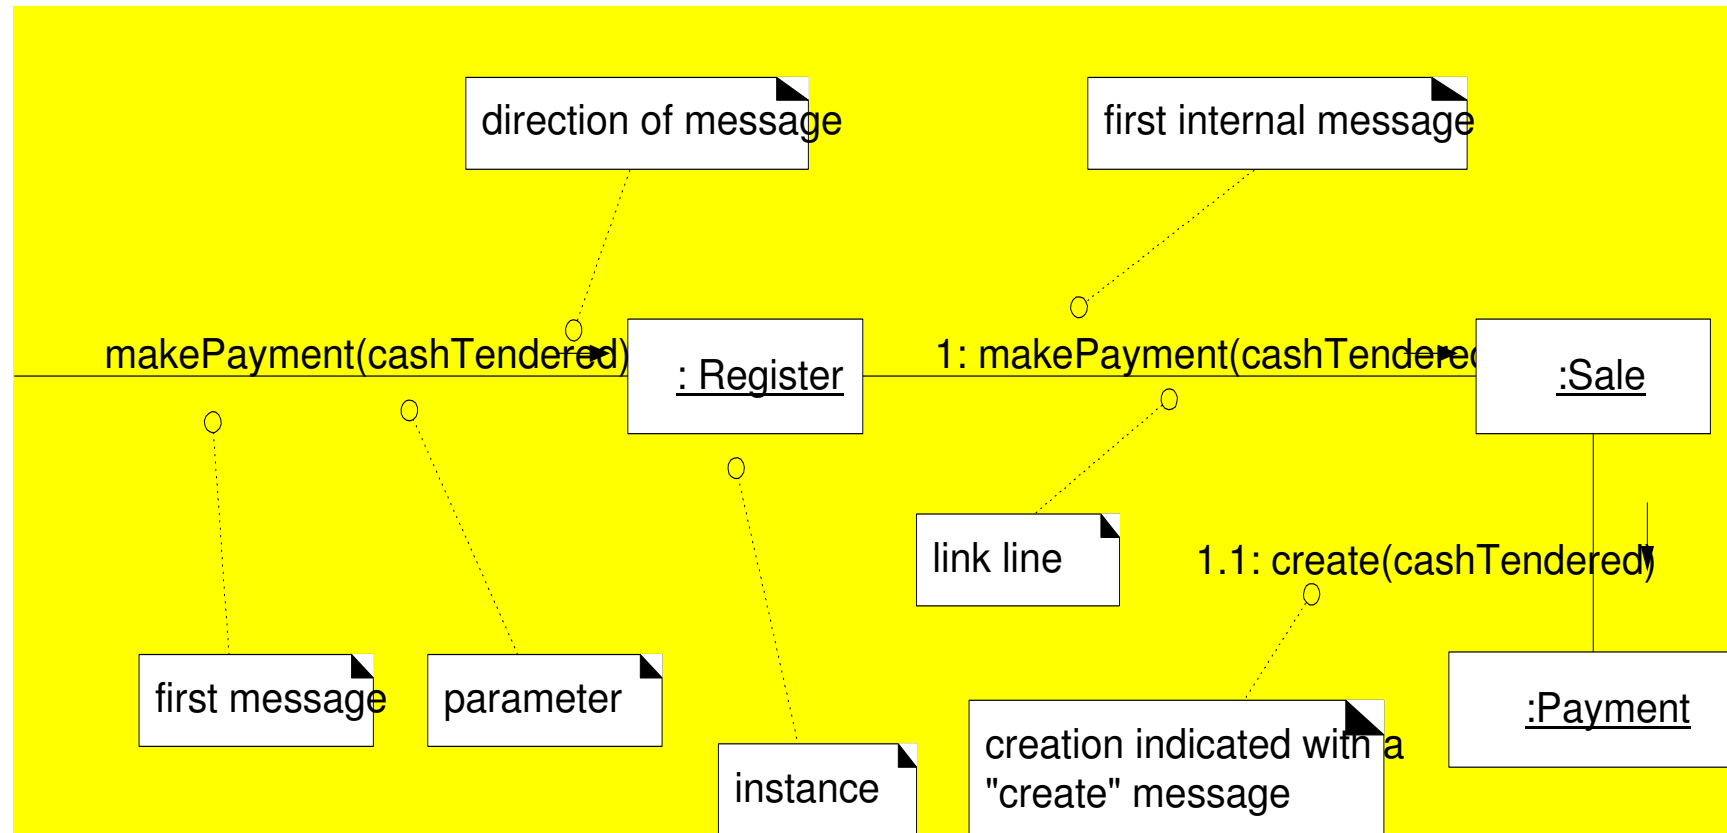 direction of message
first internal message
makePayment(cashTendered)
: Register
1: makePayment(cashTendered
:Sale
link line
1.1: create(cashTendered)
first message
parameter
:Payment
creation indicated with a
"create" message
instance